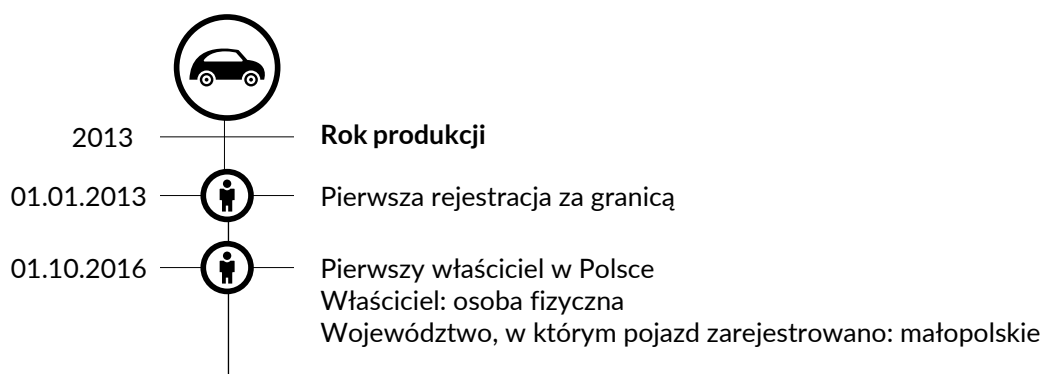 2013 Rok produkcji
01.01.2013 Pierwsza rejestracja za granicą
01.10.2016 Pierwszy właściciel w Polsce
Właściciel: osoba fizyczna
Województwo, w którym pojazd zarejestrowano: małopolskie